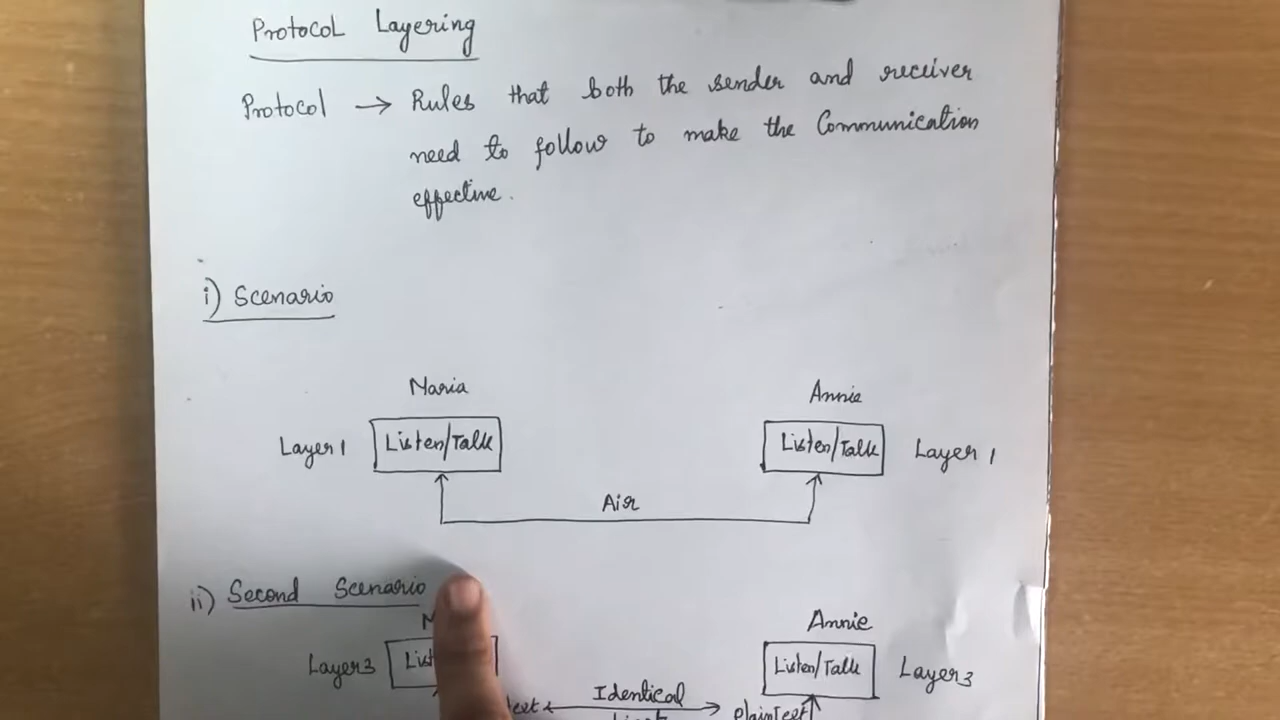 Protocol Layering
Protocol → Rules that both the sender and receiver
need to follow to make the Communication
effective.
i) Scenario
Maria
Annie
Layer 1
Listen/Talk
Listen/Talk
Layer 1
Air
ii) Second Scenario
Annie
Layer 3
Listen/Talk
Layer 3
Identical